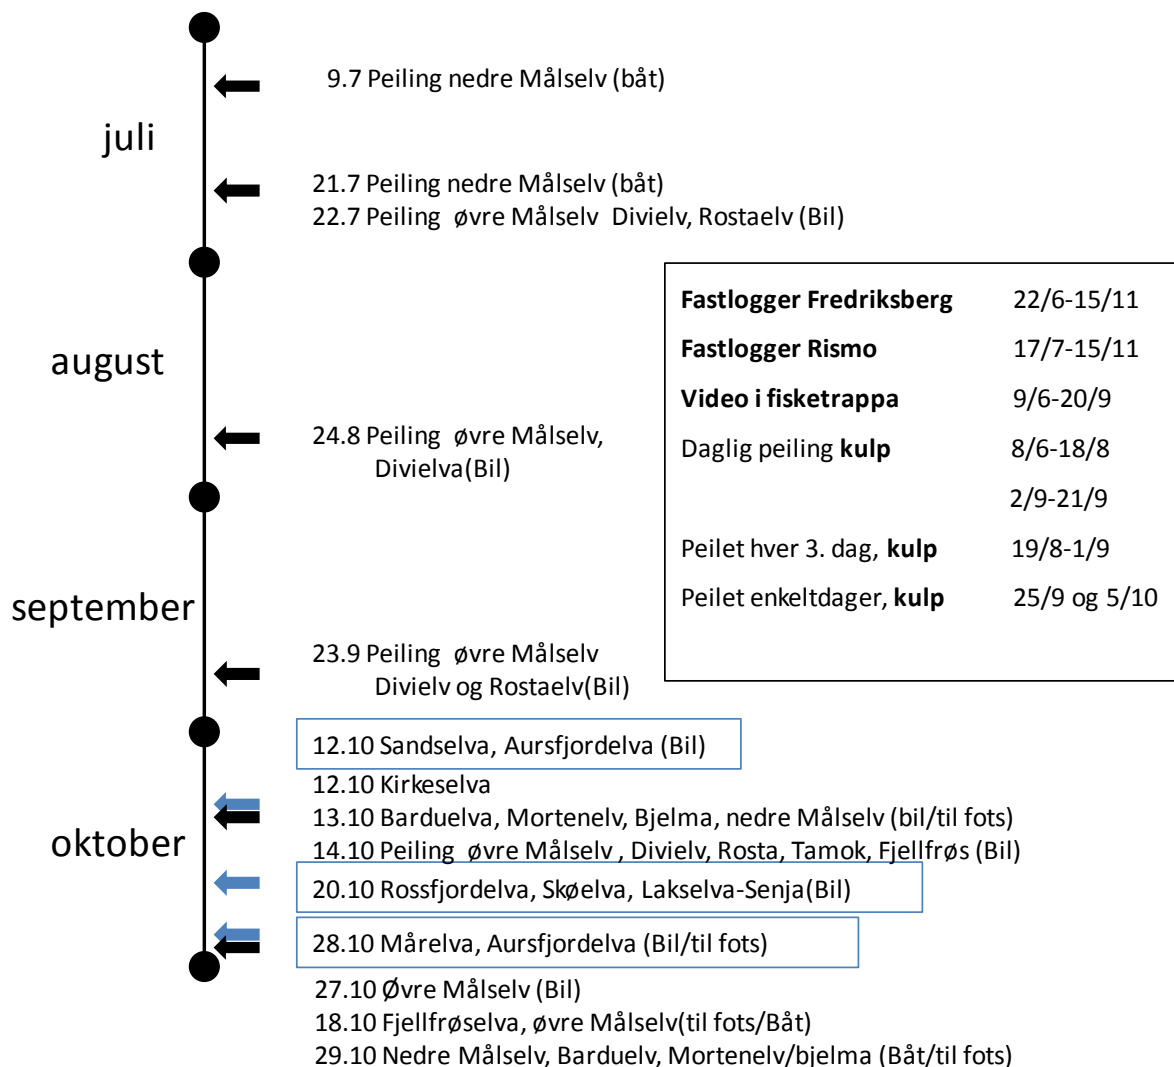 juli
9.7 Peiling nedre Målselv (båt)
21.7 Peiling nedre Målselv (båt)
22.7 Peiling øvre Målselv Divielv, Rostaelv (Bil)
august
24.8 Peiling øvre Målselv,
Divielva(Bil)
september
23.9 Peiling øvre Målselv
Divielv og Rostaelv(Bil)
oktober
12.10 Sandselva, Aursfjordelva (Bil)
12.10 Kirkeselva
13.10 Barduelva, Mortenelv, Bjelma, nedre Målselv (bil/til fots)
14.10 Peiling øvre Målselv , Divielv, Rosta, Tamok, Fjellfrøs (Bil)
20.10 Rossfjordelva, Skøelva, Lakselva-Senja(Bil)
28.10 Mårelva, Aursfjordelva (Bil/til fots)
27.10 Øvre Målselv (Bil)
18.10 Fjellfrøselva, øvre Målselv(til fots/Båt)
29.10 Nedre Målselv, Barduelv, Mortenelv/bjelma (Båt/til fots)
Fastlogger Fredriksberg 22/6-15/11
Fastlogger Rismo 17/7-15/11
Video i fisketrappa 9/6-20/9
Daglig peiling kulp 8/6-18/8
2/9-21/9
Peilet hver 3. dag, kulp 19/8-1/9
Peilet enkeltdager, kulp 25/9 og 5/10